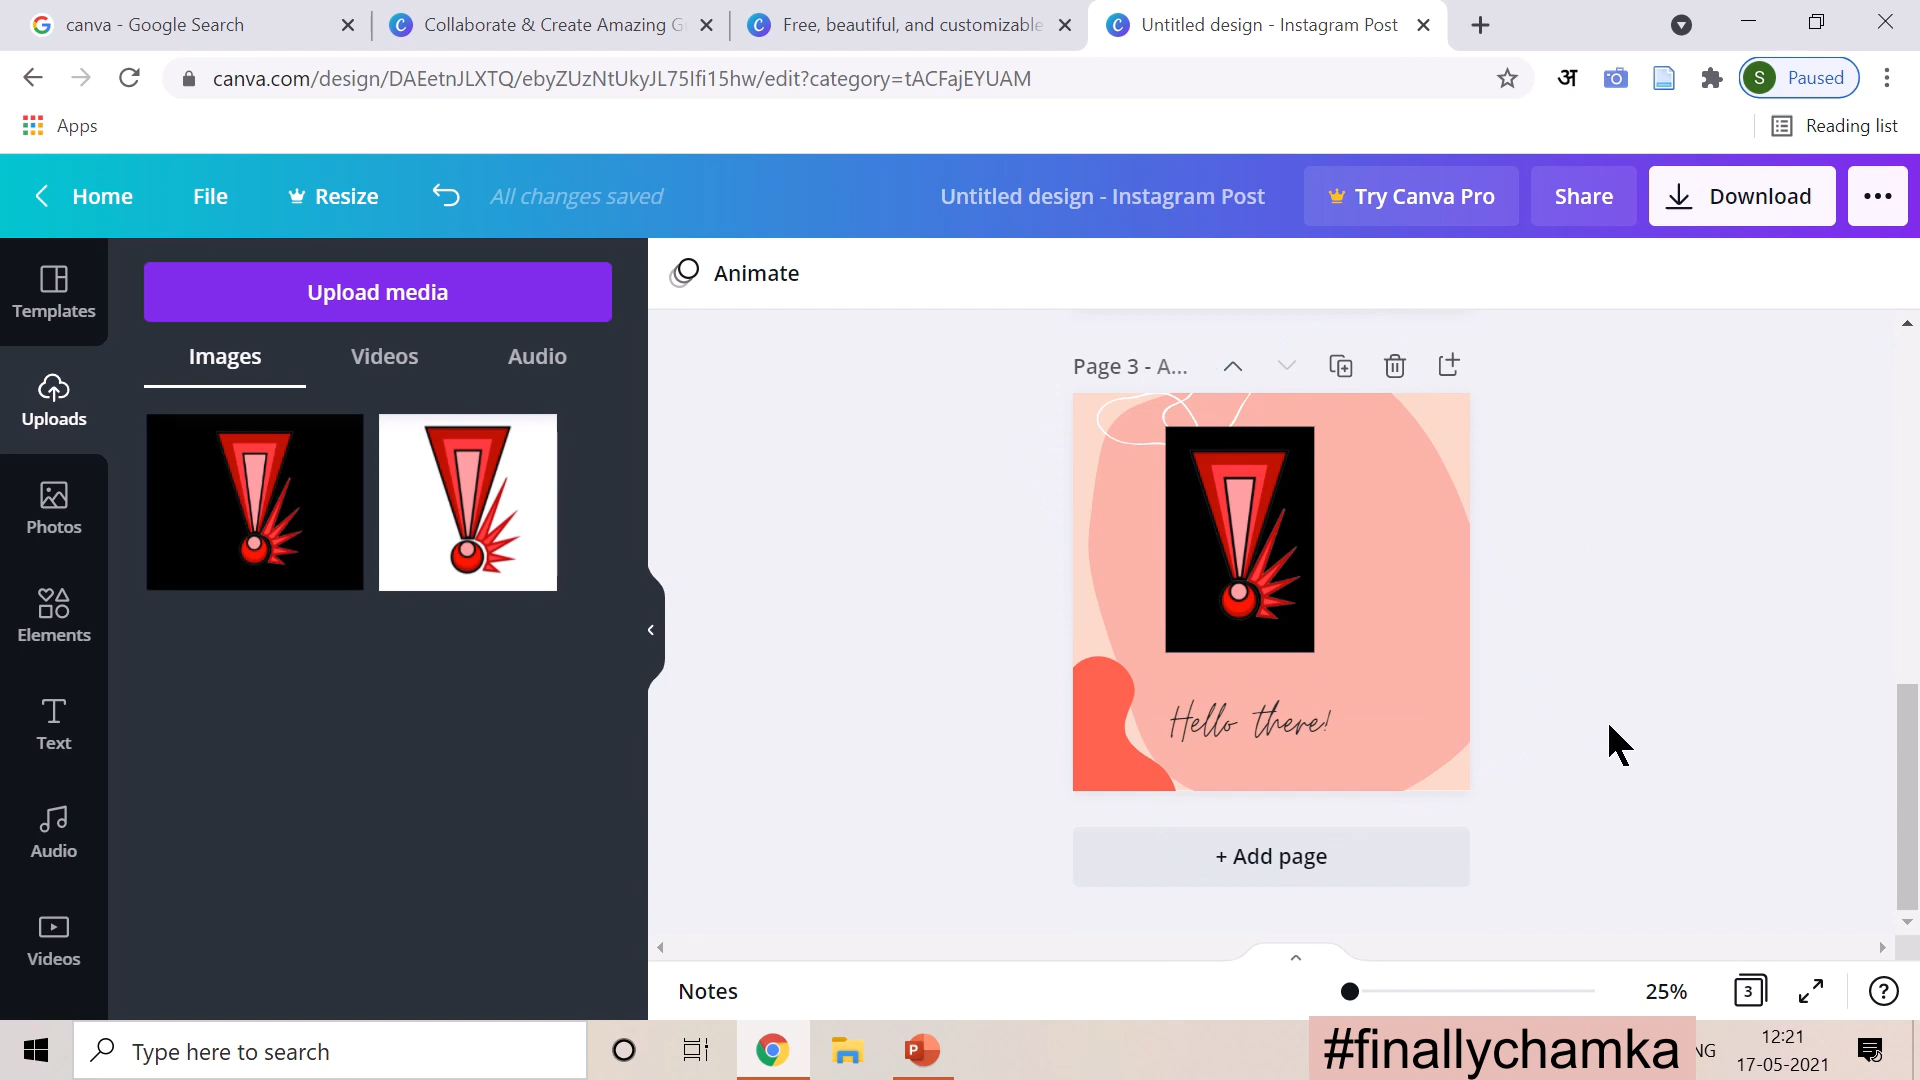 canva - Google Search
Collaborate & Create Amazing G
Free, beautiful, and customizable
Untitled design - Instagram Post
canva.com/design/DAEetnJLXTQ/ebyZUzNtUkyJL75Ifi15hw/edit?category=tACFajEYUAM
अ
S
Paused
Apps
Reading list
Home
File
Resize
All changes saved
Untitled design - Instagram Post
Try Canva Pro
Share
Download
Templates
Uploads
Photos
Elements
Text
Audio
Videos
Upload media
Images
Videos
Audio
Animate
Page 3 - A...
Hello there!
+ Add page
Notes
25%
3
?
Type here to search
#finallychamka
NG
12:21
17-05-2021